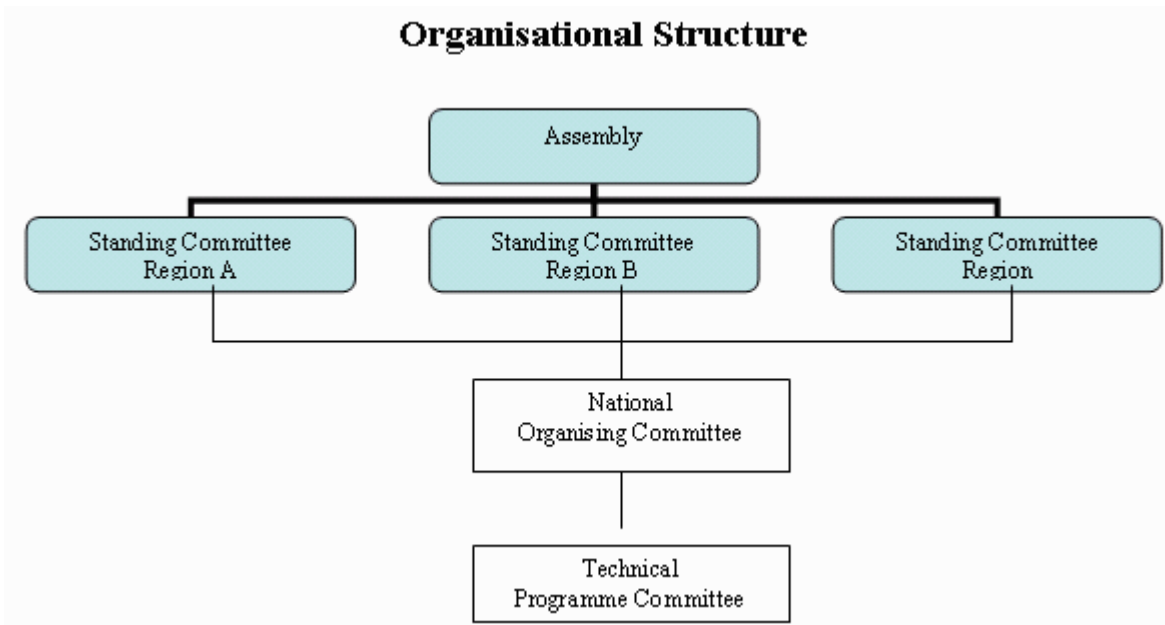 Organisational Structure
Assembly
Standing Committee
Region A
Standing Committee
Region B
Standing Committee
Region
National
Organising Committee
Technical
Programme Committee